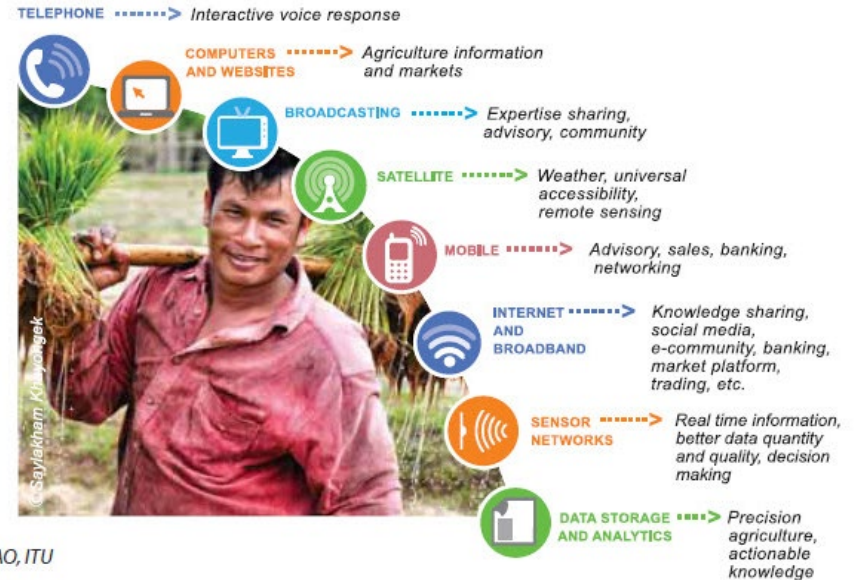 TELEPHONE Interactive voice response
COMPUTERS
AND WEBSITES
Agriculture information
and markets
BROADCASTING
Expertise sharing,
advisory, community
SATELLITE
Weather, universal
accessibility,
remote sensing
MOBILE
Advisory, sales, banking,
networking
INTERNET
AND
BROADBAND
Knowledge sharing,
social media,
e-community, banking,
market platform,
trading, etc.
SENSOR
NETWORKS
Real time information,
better data quantity
and quality, decision
making
DATA STORAGE
AND ANALYTICS
Precision
agriculture,
actionable
knowledge
©Saylakham
ITU